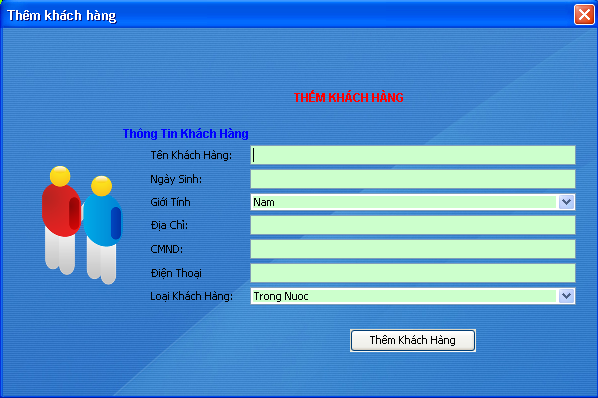 Thêm khách hàng
THÊM KHÁCH HÀNG
Thông Tin Khách Hàng
Tên Khách Hàng:
Ngày Sinh:
Giới Tính Nam
Địa Chỉ:
CMND:
Điện Thoại
Loại Khách Hàng: Trong Nuoc
Thêm Khách Hàng